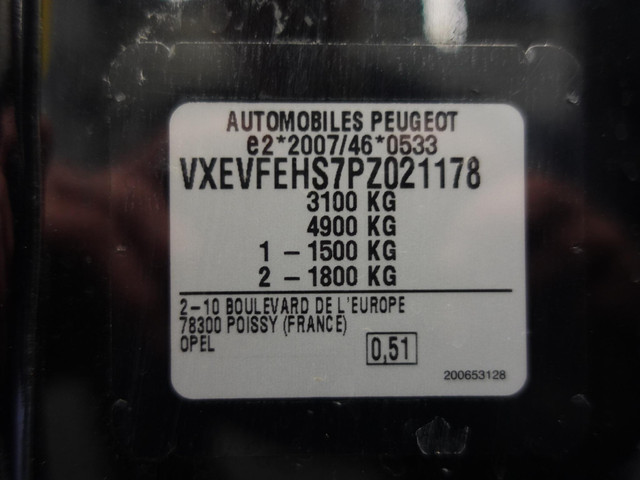 AUTOMOBILES PEUGEOT
e2*2007/46*0533
VXEVFEHS7PZ021178
3100 KG
4900 KG
1 - 1500 KG
2 - 1800 KG
2-10 BOULEVARD DE L'EUROPE
78300 POISSY (FRANCE)
OPEL
0,51
200653128